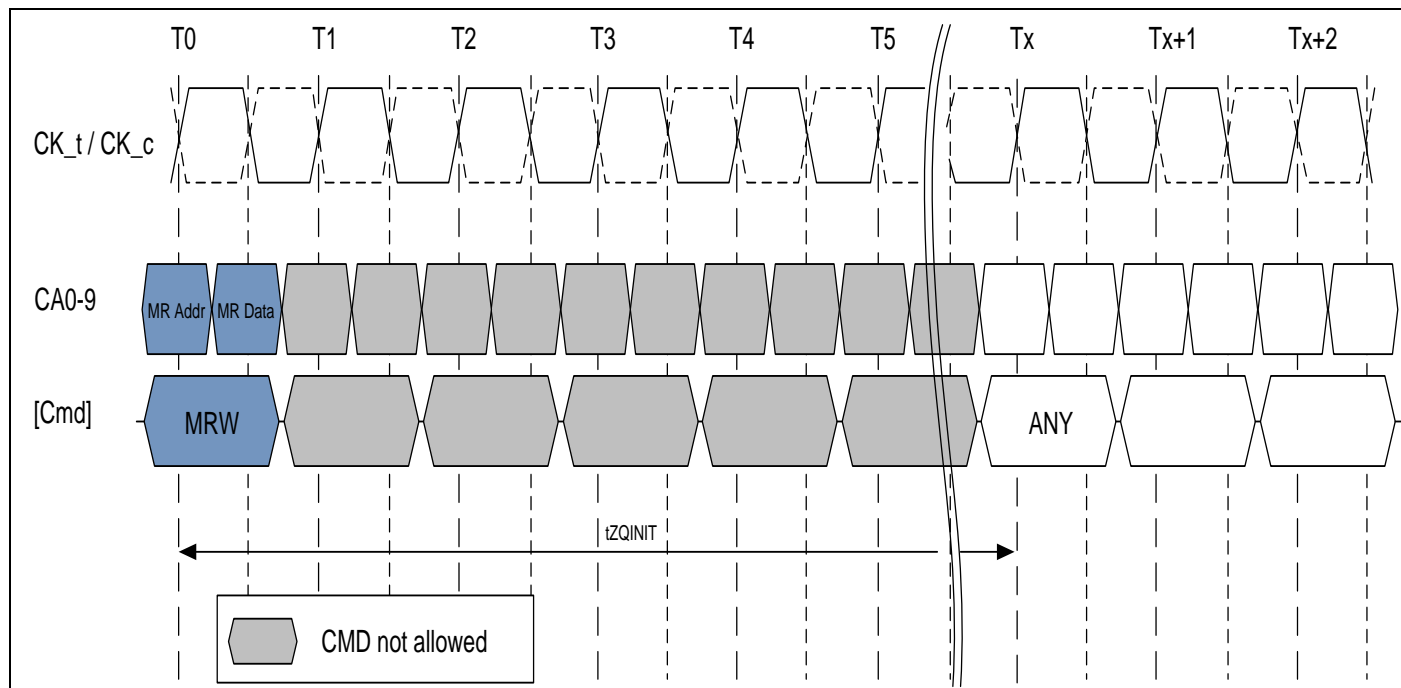 T0 T1 T2 T3 T4 T5 Tx Tx+1 Tx+2
CK_t / CK_c
CA0-9 MR Addr MR Data
[Cmd] MRW ANY
tZQINIT
CMD not allowed